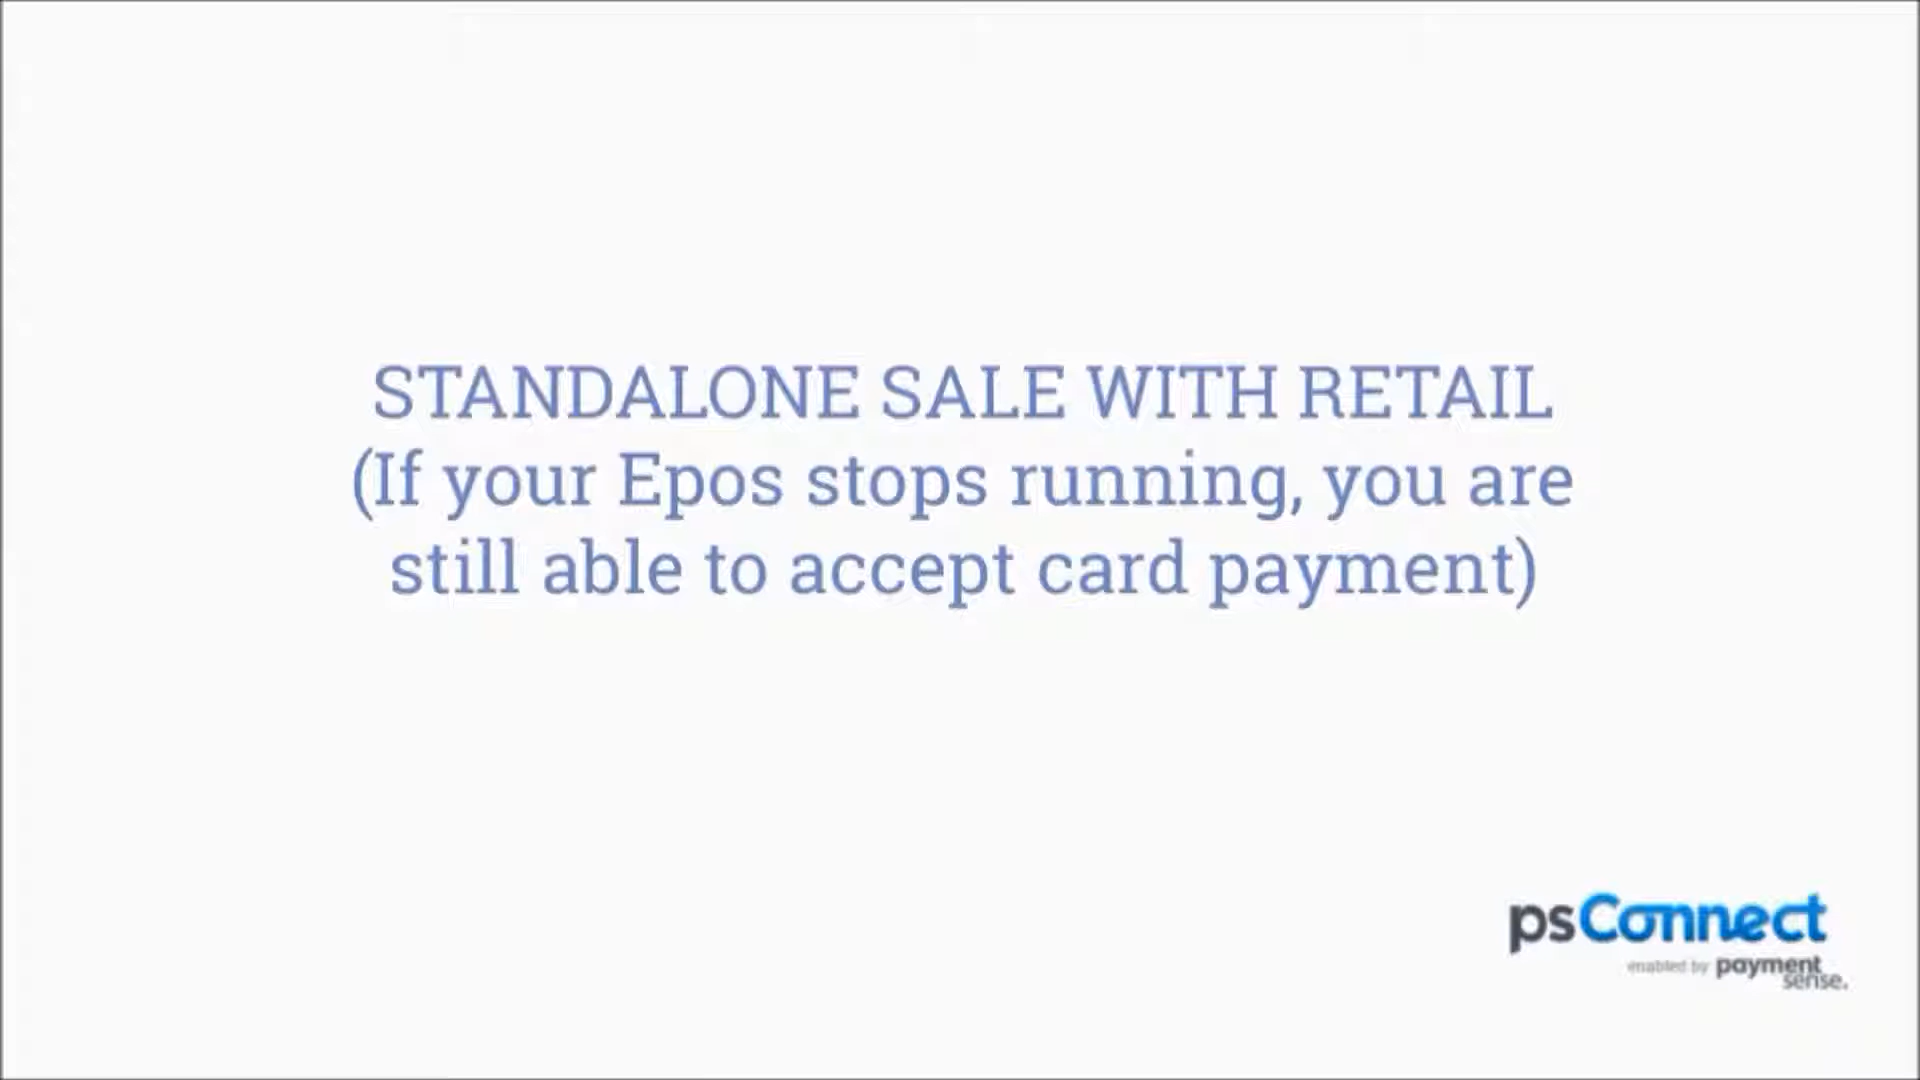 STANDALONE SALE WITH RETAIL
(If your Epos stops running, you are
still able to accept card payment)
psConnect
enabled by payment
sense.